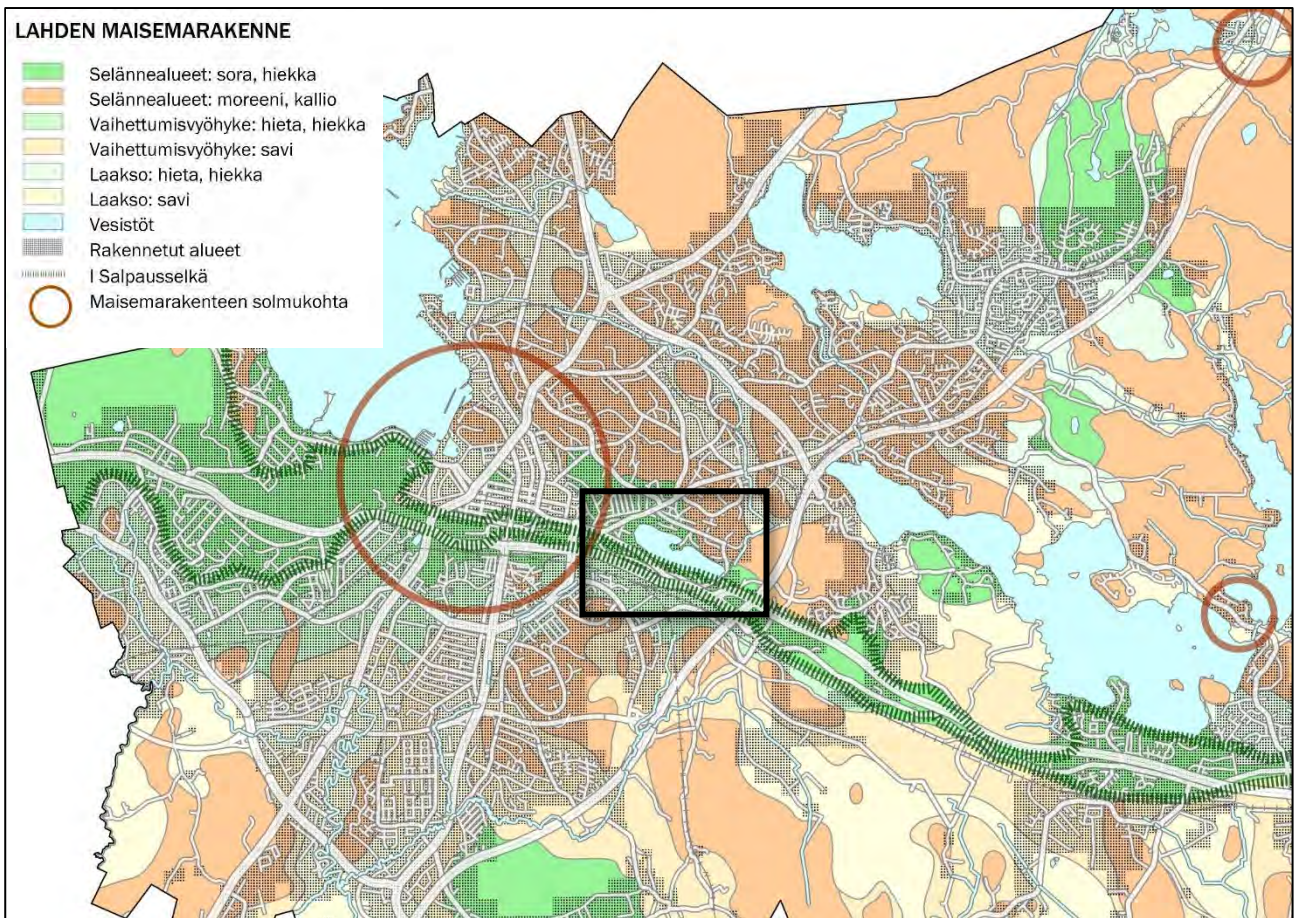 LAHDEN MAISEMARAKENNE
Selännealueet: sora, hiekka
Selännealueet: moreeni, kallio
Vaihettumisvyöhyke: hieta, hiekka
Vaihettumisvyöhyke: savi
Laakso: hieta, hiekka
Laakso: savi
Vesistöt
Rakennetut alueet
I Salpausselkä
Maisemarakenteen solmukohta